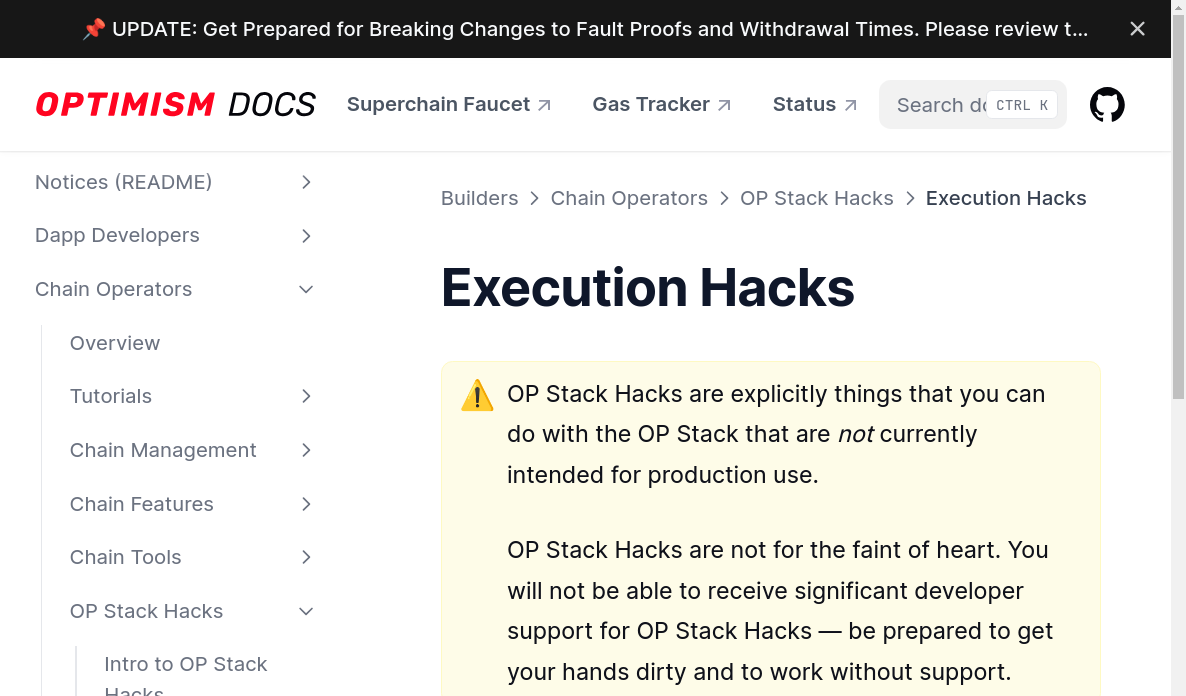 📌 UPDATE: Get Prepared for Breaking Changes to Fault Proofs and Withdrawal Times. Please review t...
OPTIMISM DOCS
Superchain Faucet
Gas Tracker
Status
Search do
CTRL K
Notices (README)
Dapp Developers
Chain Operators
Overview
Tutorials
Chain Management
Chain Features
Chain Tools
OP Stack Hacks
Intro to OP Stack
Hacks
Builders > Chain Operators > OP Stack Hacks > Execution Hacks
Execution Hacks
⚠️ OP Stack Hacks are explicitly things that you can
do with the OP Stack that are not currently
intended for production use.
OP Stack Hacks are not for the faint of heart. You
will not be able to receive significant developer
support for OP Stack Hacks — be prepared to get
your hands dirty and to work without support.